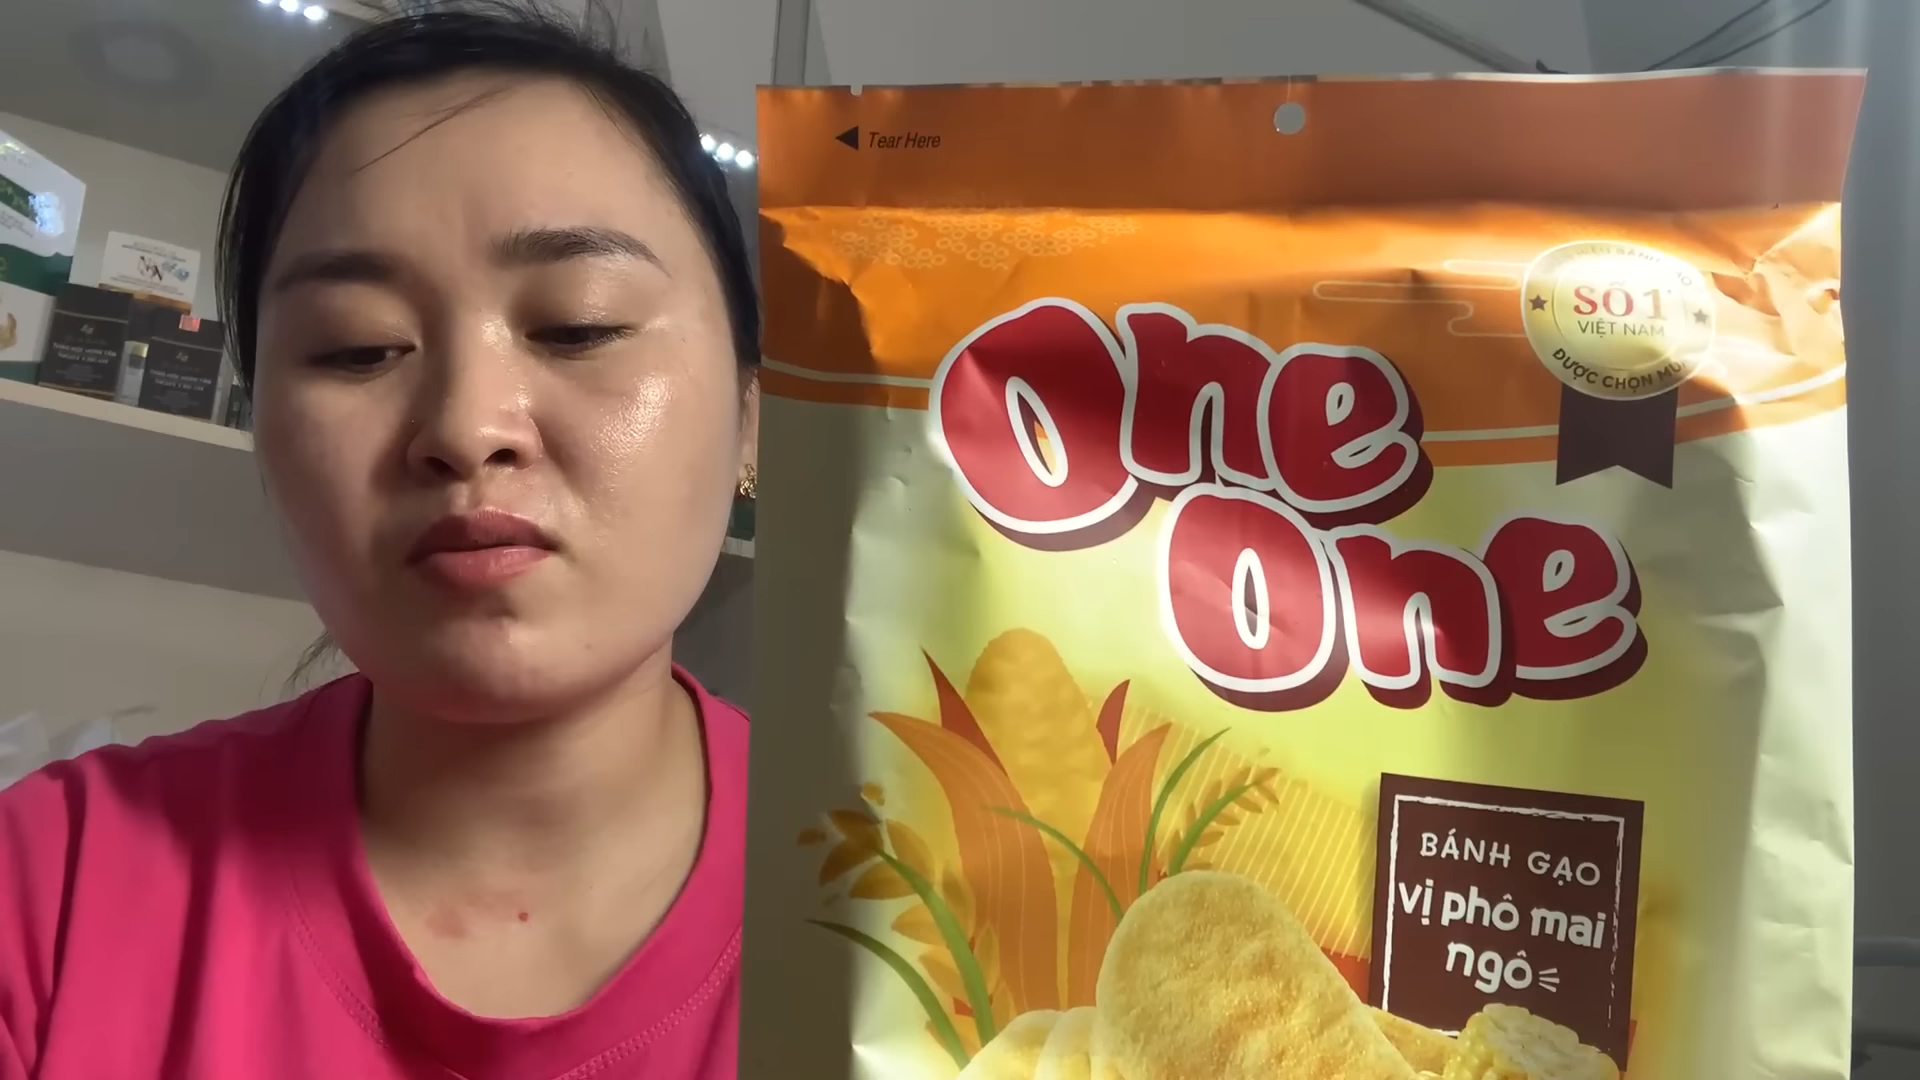 Tear Here
SỐ 1
VIỆT NAM
ĐƯỢC CHỌN
One
One
BÁNH GẠO
vị phô mai
ngô